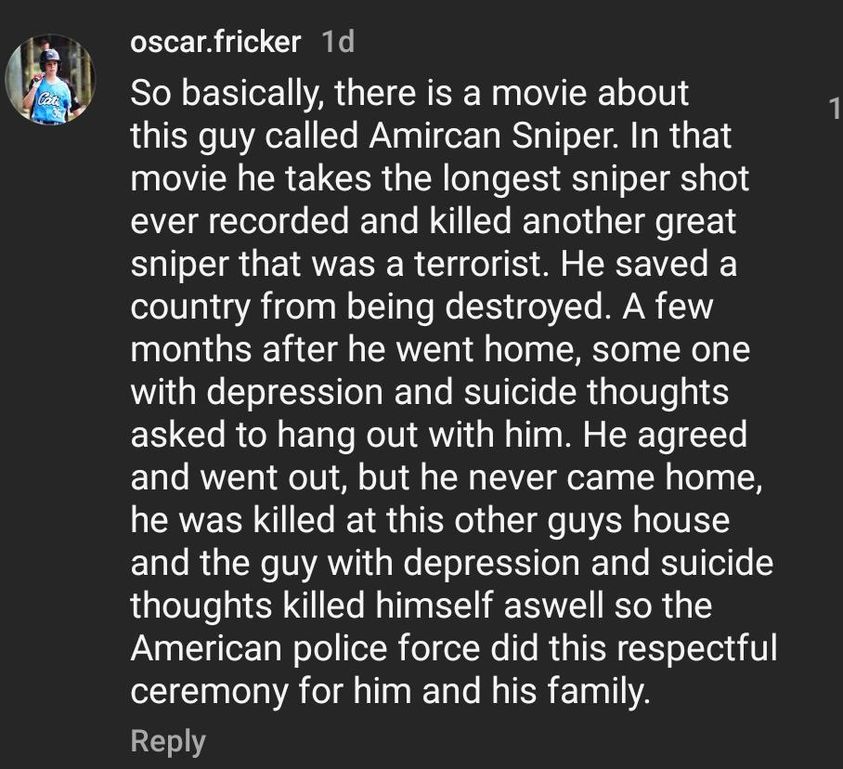 oscar.fricker 1d
So basically, there is a movie about
this guy called Amircan Sniper. In that
movie he takes the longest sniper shot
ever recorded and killed another great
sniper that was a terrorist. He saved a
country from being destroyed. A few
months after he went home, some one
with depression and suicide thoughts
asked to hang out with him. He agreed
and went out, but he never came home,
he was killed at this other guys house
and the guy with depression and suicide
thoughts killed himself aswell so the
American police force did this respectful
ceremony for him and his family.
Reply